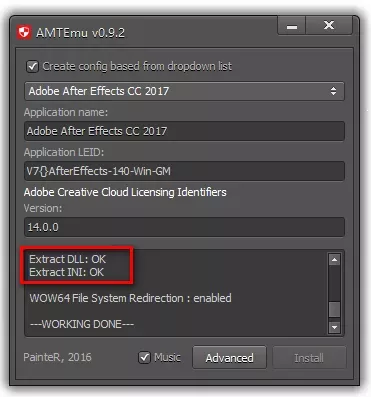 AMTEmu v0.9.2
Create config based from dropdown list
Adobe After Effects CC 2017
Application name:
Adobe After Effects CC 2017
Application LEID:
V7{}AfterEffects-140-Win-GM
Adobe Creative Cloud Licensing Identifiers
Version:
14.0.0
Extract DLL: OK
Extract INI: OK
WOW64 File System Redirection : enabled
---WORKING DONE---
PainteR, 2016
Music
Advanced
Install